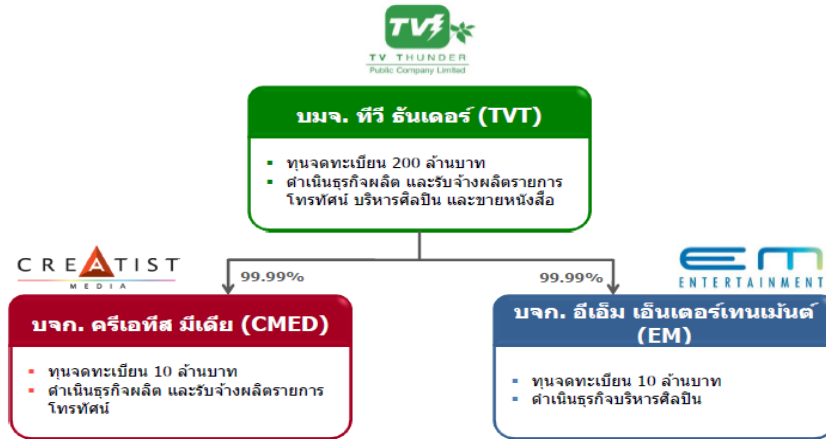 TV
TV THUNDER
Public Company Limited
บมจ. ทีวี ธันเดอร์ (TVT)
▪ ทุนจดทะเบียน 200 ล้านบาท
▪ ดำเนินธุรกิจผลิต และรับจ้างผลิตรายการ
โทรทัศน์ บริหารศิลปิน และขายหนังสือ
CREATIST
MEDIA
99.99%
99.99%
EM
ENTERTAINMENT
บจก. ครีเอทีส มีเดีย (CMED)
▪ ทุนจดทะเบียน 10 ล้านบาท
▪ ดำเนินธุรกิจผลิต และรับจ้างผลิตรายการ
โทรทัศน์
บจก. อีเอ็ม เอ็นเตอร์เทนเม้นต์
(EM)
▪ ทุนจดทะเบียน 10 ล้านบาท
▪ ดำเนินธุรกิจบริหารศิลปิน